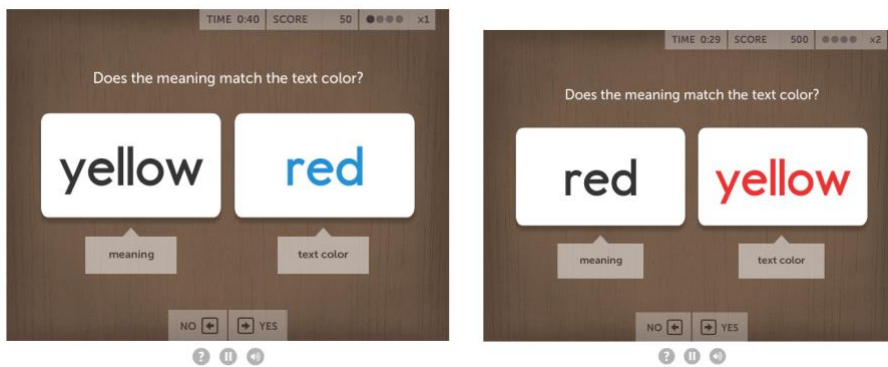 TIME 0:40 SCORE 50 x1
Does the meaning match the text color?
yellow red
meaning text color
NO YES
?
TIME 0:29 SCORE 500 x2
Does the meaning match the text color?
red yellow
meaning text color
NO YES
?